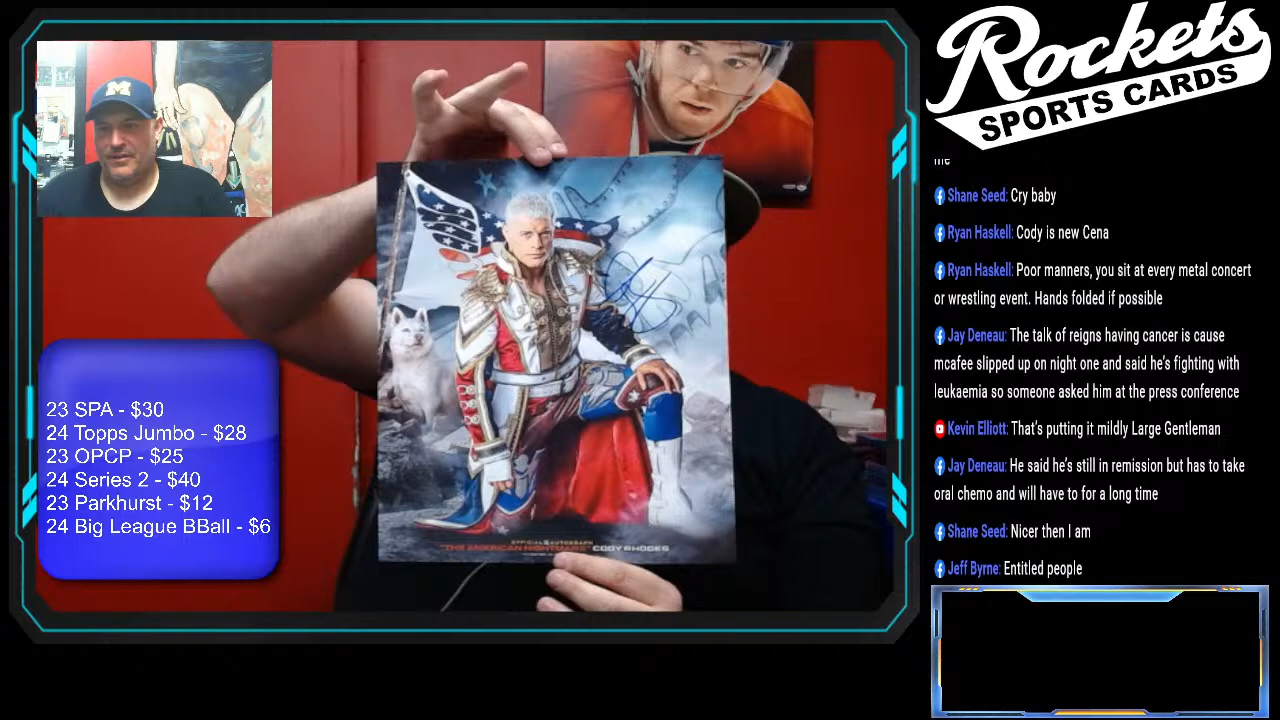 Rockets
SPORTS CARDS
M
me
Shane Seed: Cry baby
Ryan Haskell: Cody is new Cena
Ryan Haskell: Poor manners, you sit at every metal concert
or wrestling event. Hands folded if possible
Jay Deneau: The talk of reigns having cancer is cause
mcafee slipped up on night one and said he's fighting with
leukaemia so someone asked him at the press conference
Kevin Elliott: That's putting it mildly Large Gentleman
Jay Deneau: He said he's still in remission but has to take
oral chemo and will have to for a long time
Shane Seed: Nicer then I am
Jeff Byrne: Entitled people
23 SPA - $30
24 Topps Jumbo - $28
23 OPCP - $25
24 Series 2 - $40
23 Parkhurst - $12
24 Big League BBall - $6
OFFICIAL AUTOGRAPH
"THE AMERICAN NIGHTMARE" CODY RHODES